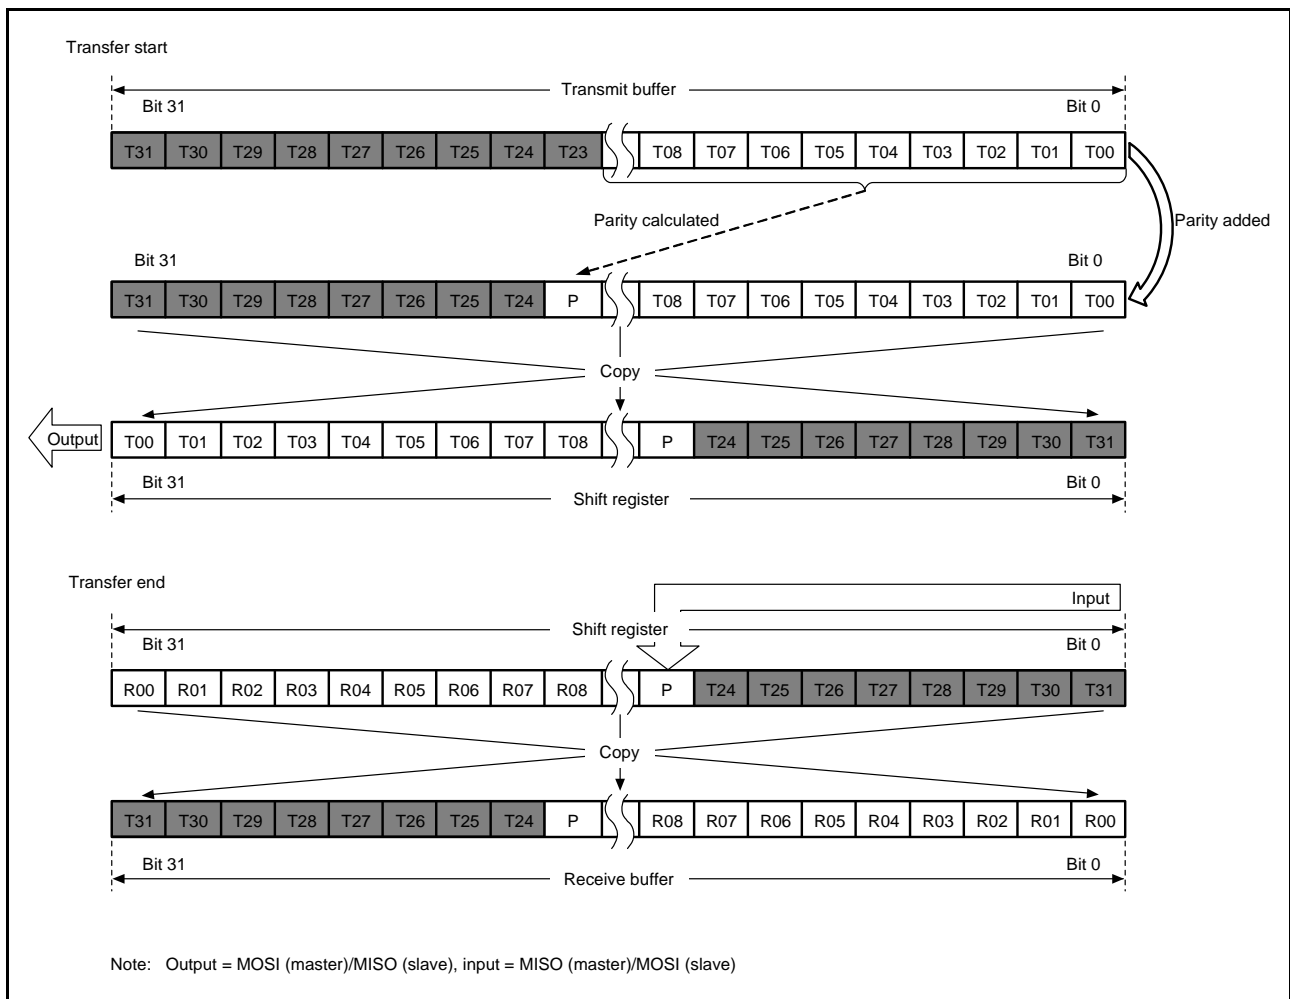 Transfer start
Transmit buffer
Bit 31 Bit 0
T31 T30 T29 T28 T27 T26 T25 T24 T23 T08 T07 T06 T05 T04 T03 T02 T01 T00
Parity calculated Parity added
Bit 31 Bit 0
T31 T30 T29 T28 T27 T26 T25 T24 P T08 T07 T06 T05 T04 T03 T02 T01 T00
Copy
Output T00 T01 T02 T03 T04 T05 T06 T07 T08 P T24 T25 T26 T27 T28 T29 T30 T31
Bit 31 Bit 0
Shift register
Transfer end
Input
Shift register
Bit 31 Bit 0
R00 R01 R02 R03 R04 R05 R06 R07 R08 P T24 T25 T26 T27 T28 T29 T30 T31
Copy
T31 T30 T29 T28 T27 T26 T25 T24 P R08 R07 R06 R05 R04 R03 R02 R01 R00
Bit 31 Bit 0
Receive buffer
Note: Output = MOSI (master)/MISO (slave), input = MISO (master)/MOSI (slave)